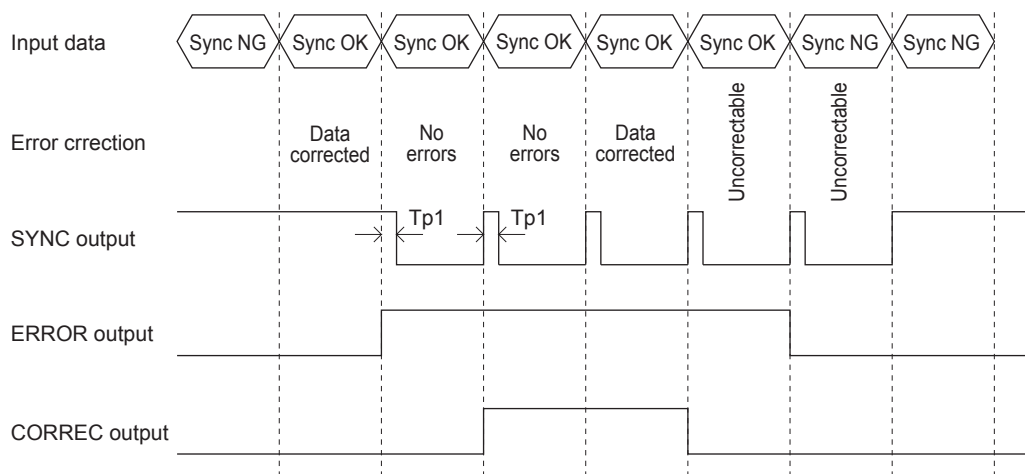 Input data
Sync NG Sync OK Sync OK Sync OK Sync OK Sync OK Sync NG Sync NG
Error crrection
Data
corrected
No
errors
No
errors
Data
corrected
Uncorrectable
Uncorrectable
SYNC output
Tp1
Tp1
ERROR output
CORREC output